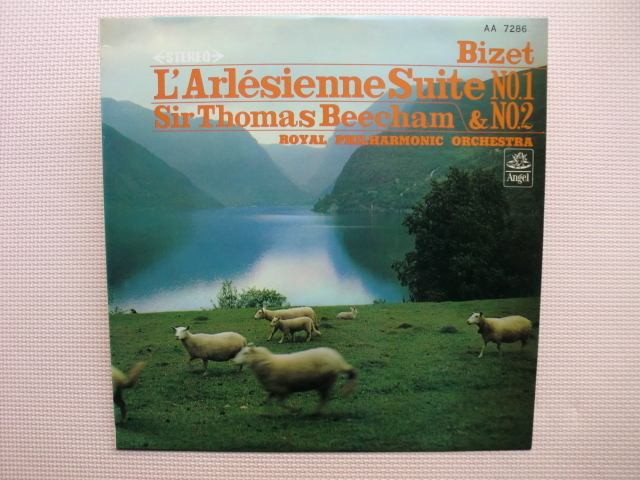 AA 7286
STEREO
Bizet
L'Arlésienne Suite NO.1
Sir Thomas Beecham & NO.2
ROYAL PHILHARMONIC ORCHESTRA
Angel